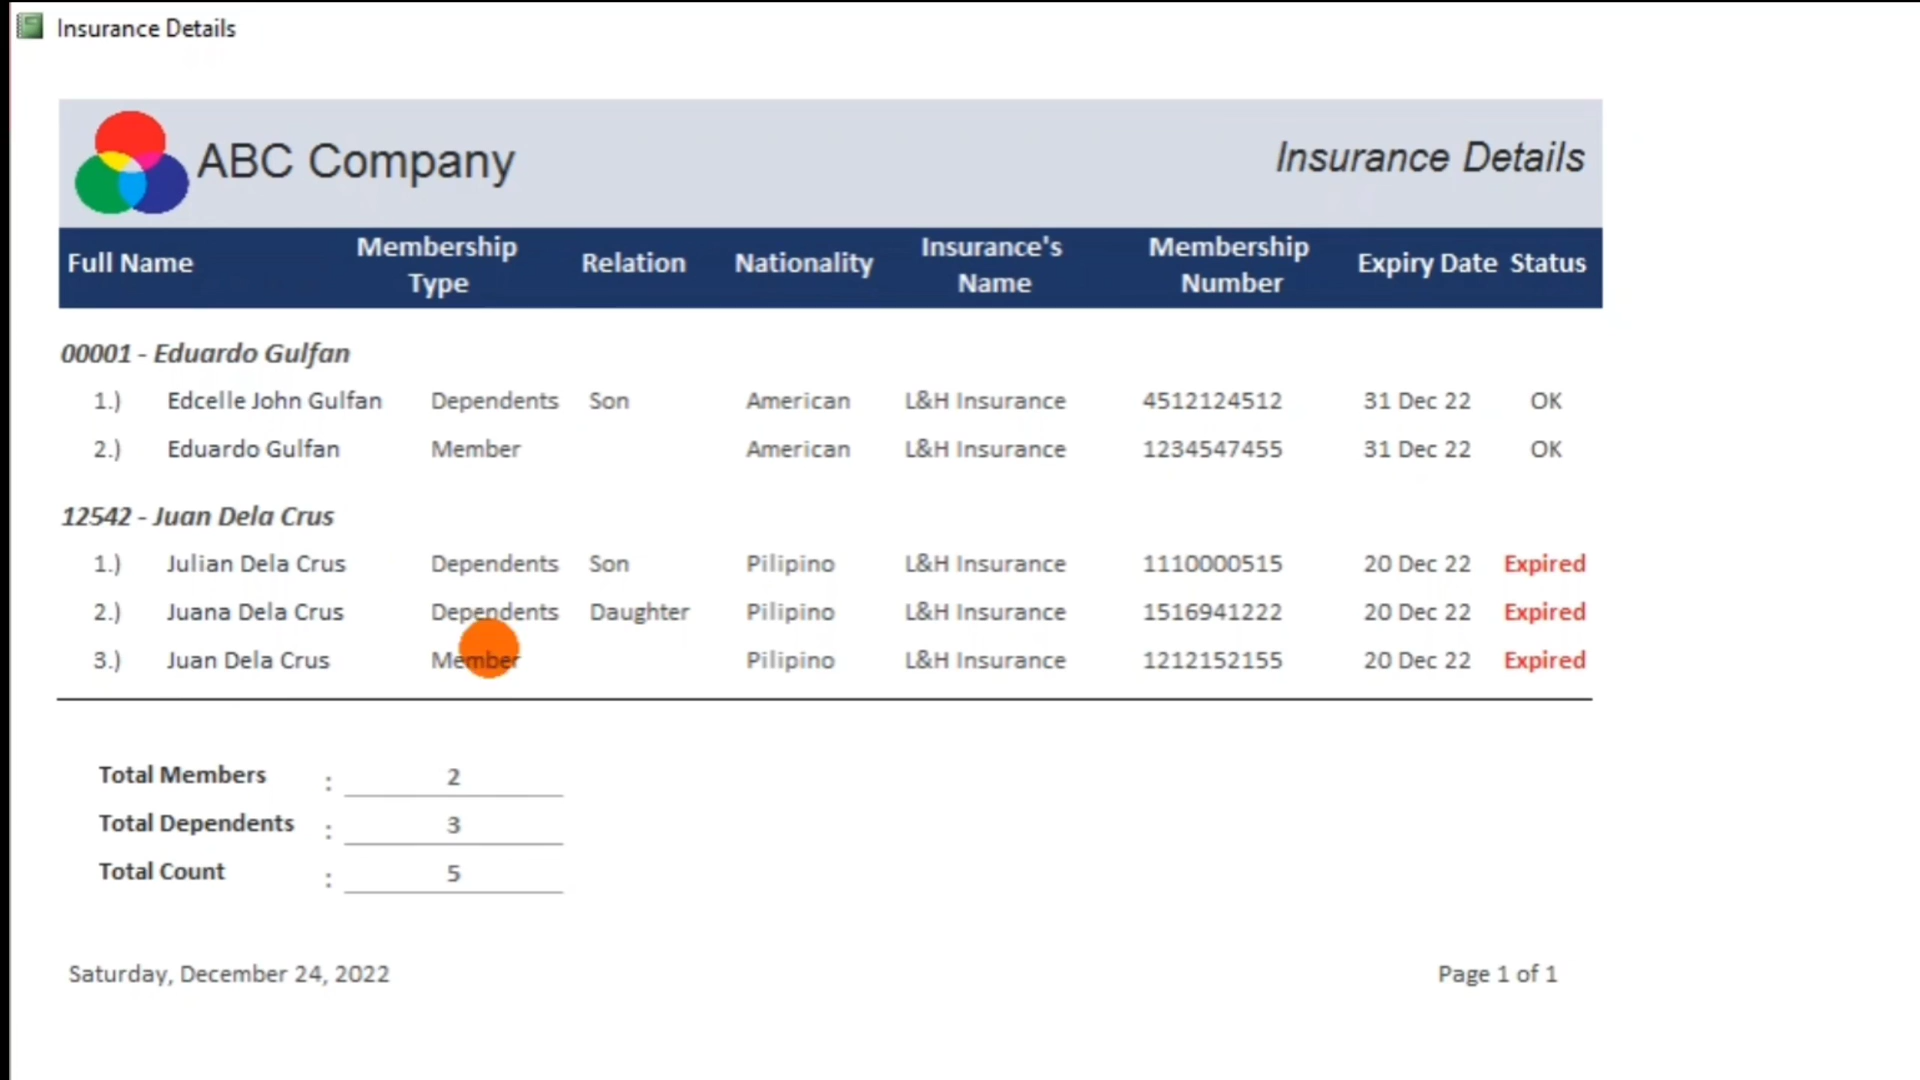 Insurance Details
ABC Company
Insurance Details
Full Name Membership Type Relation Nationality Insurance's Name Membership Number Expiry Date Status
00001 - Eduardo Gulfan
1.) Edcelle John Gulfan Dependents Son American L&H Insurance 4512124512 31 Dec 22 OK
2.) Eduardo Gulfan Member American L&H Insurance 1234547455 31 Dec 22 OK
12542 - Juan Dela Crus
1.) Julian Dela Crus Dependents Son Pilipino L&H Insurance 1110000515 20 Dec 22 Expired
2.) Juana Dela Crus Dependents Daughter Pilipino L&H Insurance 1516941222 20 Dec 22 Expired
3.) Juan Dela Crus Member Pilipino L&H Insurance 1212152155 20 Dec 22 Expired
Total Members : 2
Total Dependents : 3
Total Count : 5
Saturday, December 24, 2022 Page 1 of 1